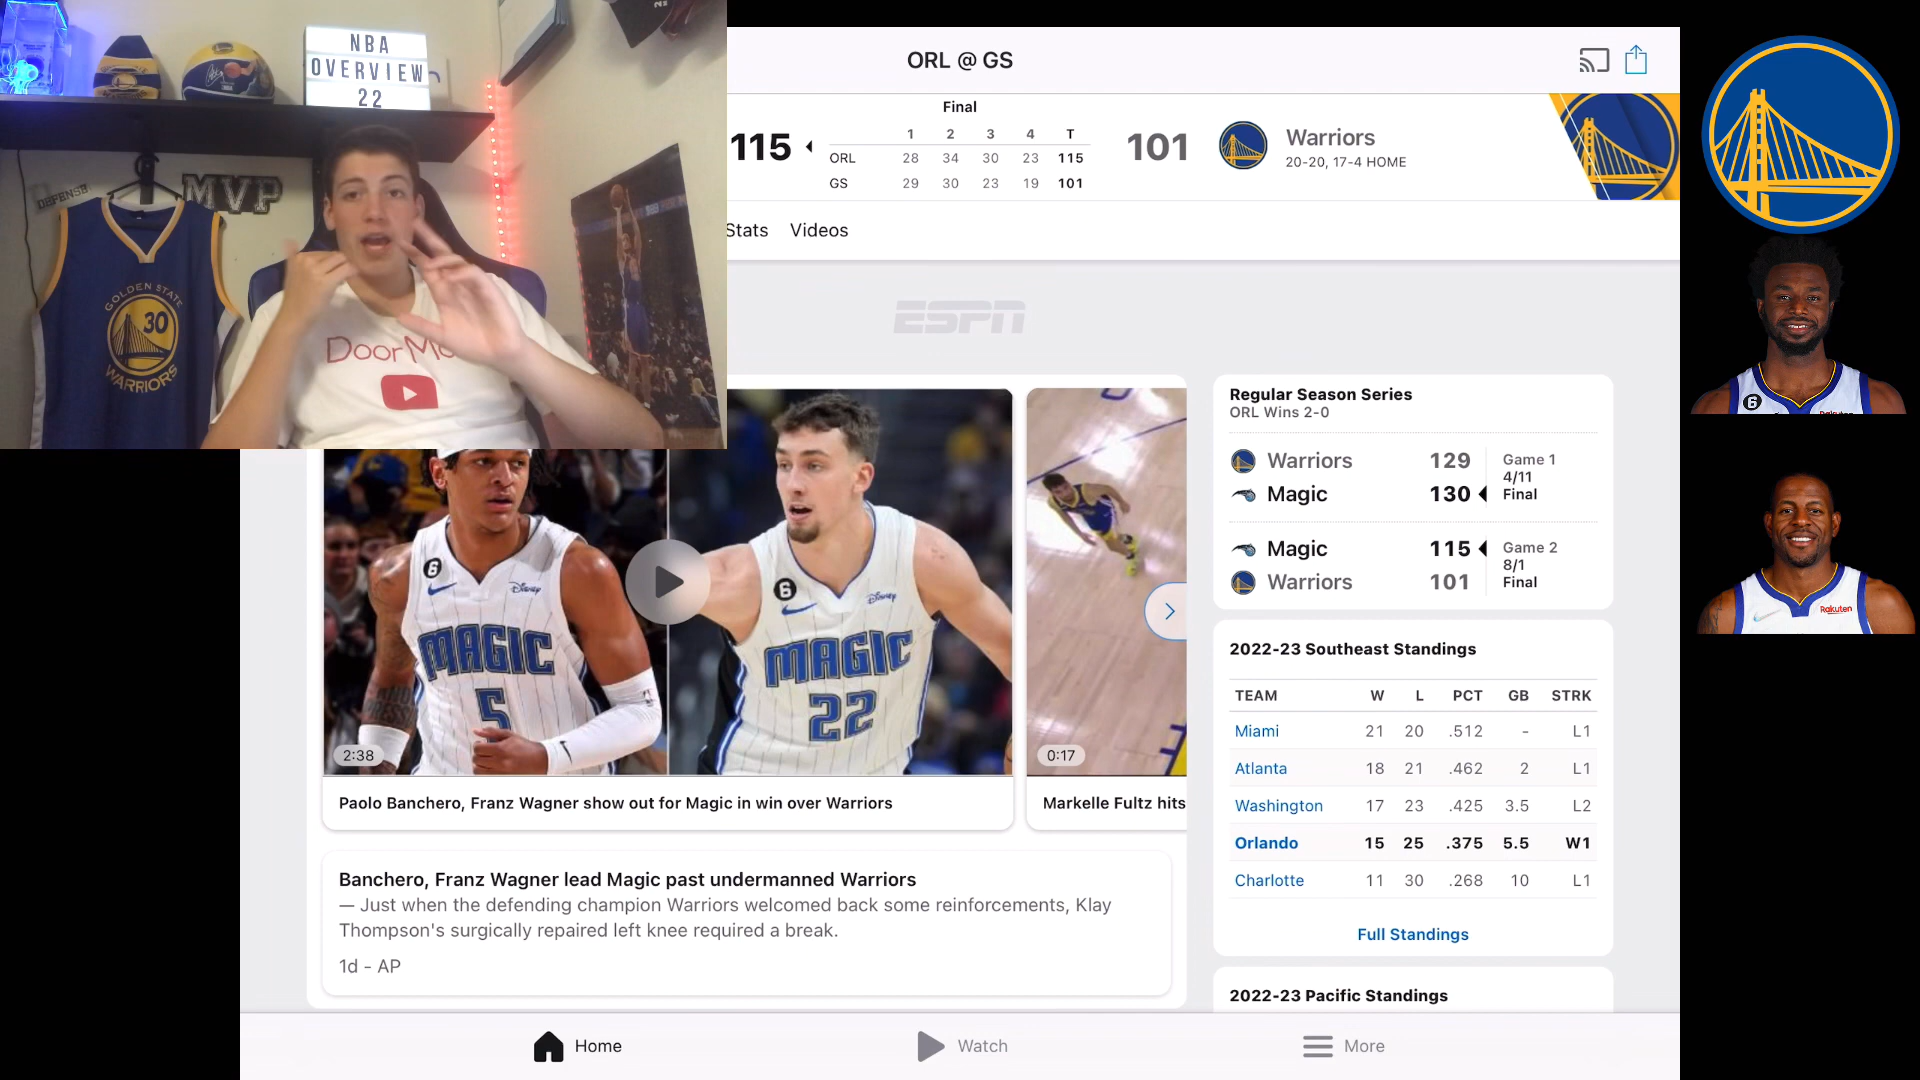 NBA
OVERVIEW
22
DEFENSE
MVP
GOLDEN STATE
30
WARRIORS
ORL @ GS
Final
1 2 3 4 T
ORL 28 34 30 23 115
GS 29 30 23 19 101
115
101
Warriors
20-20, 17-4 HOME
Stats
Videos
ESPN
6
Disney
MAGIC
5
2:38
6
Disney
MAGIC
22
0:17
Paolo Banchero, Franz Wagner show out for Magic in win over Warriors
Markelle Fultz hits
Banchero, Franz Wagner lead Magic past undermanned Warriors
— Just when the defending champion Warriors welcomed back some reinforcements, Klay
Thompson's surgically repaired left knee required a break.
1d - AP
Regular Season Series
ORL Wins 2-0
Warriors 129 Game 1
4/11
Magic 130 Final
Magic 115 Game 2
8/1
Warriors 101 Final
2022-23 Southeast Standings
TEAM W L PCT GB STRK
Miami 21 20 .512 - L1
Atlanta 18 21 .462 2 L1
Washington 17 23 .425 3.5 L2
Orlando 15 25 .375 5.5 W1
Charlotte 11 30 .268 10 L1
Full Standings
2022-23 Pacific Standings
Home
Watch
More
6
Rakuten
Rakuten